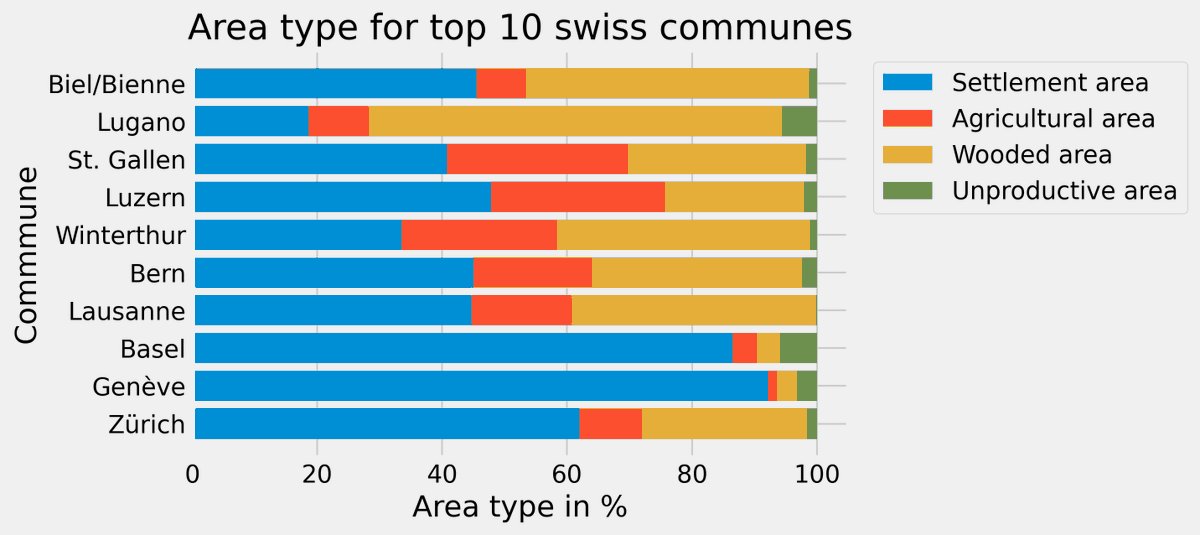 Area type for top 10 swiss communes
Biel/Bienne
Lugano
St. Gallen
Luzern
Winterthur
Bern
Lausanne
Basel
Genève
Zürich
Commmune
0 20 40 60 80 100
Area type in %
Settlement area
Agricultural area
Wooded area
Unproductive area